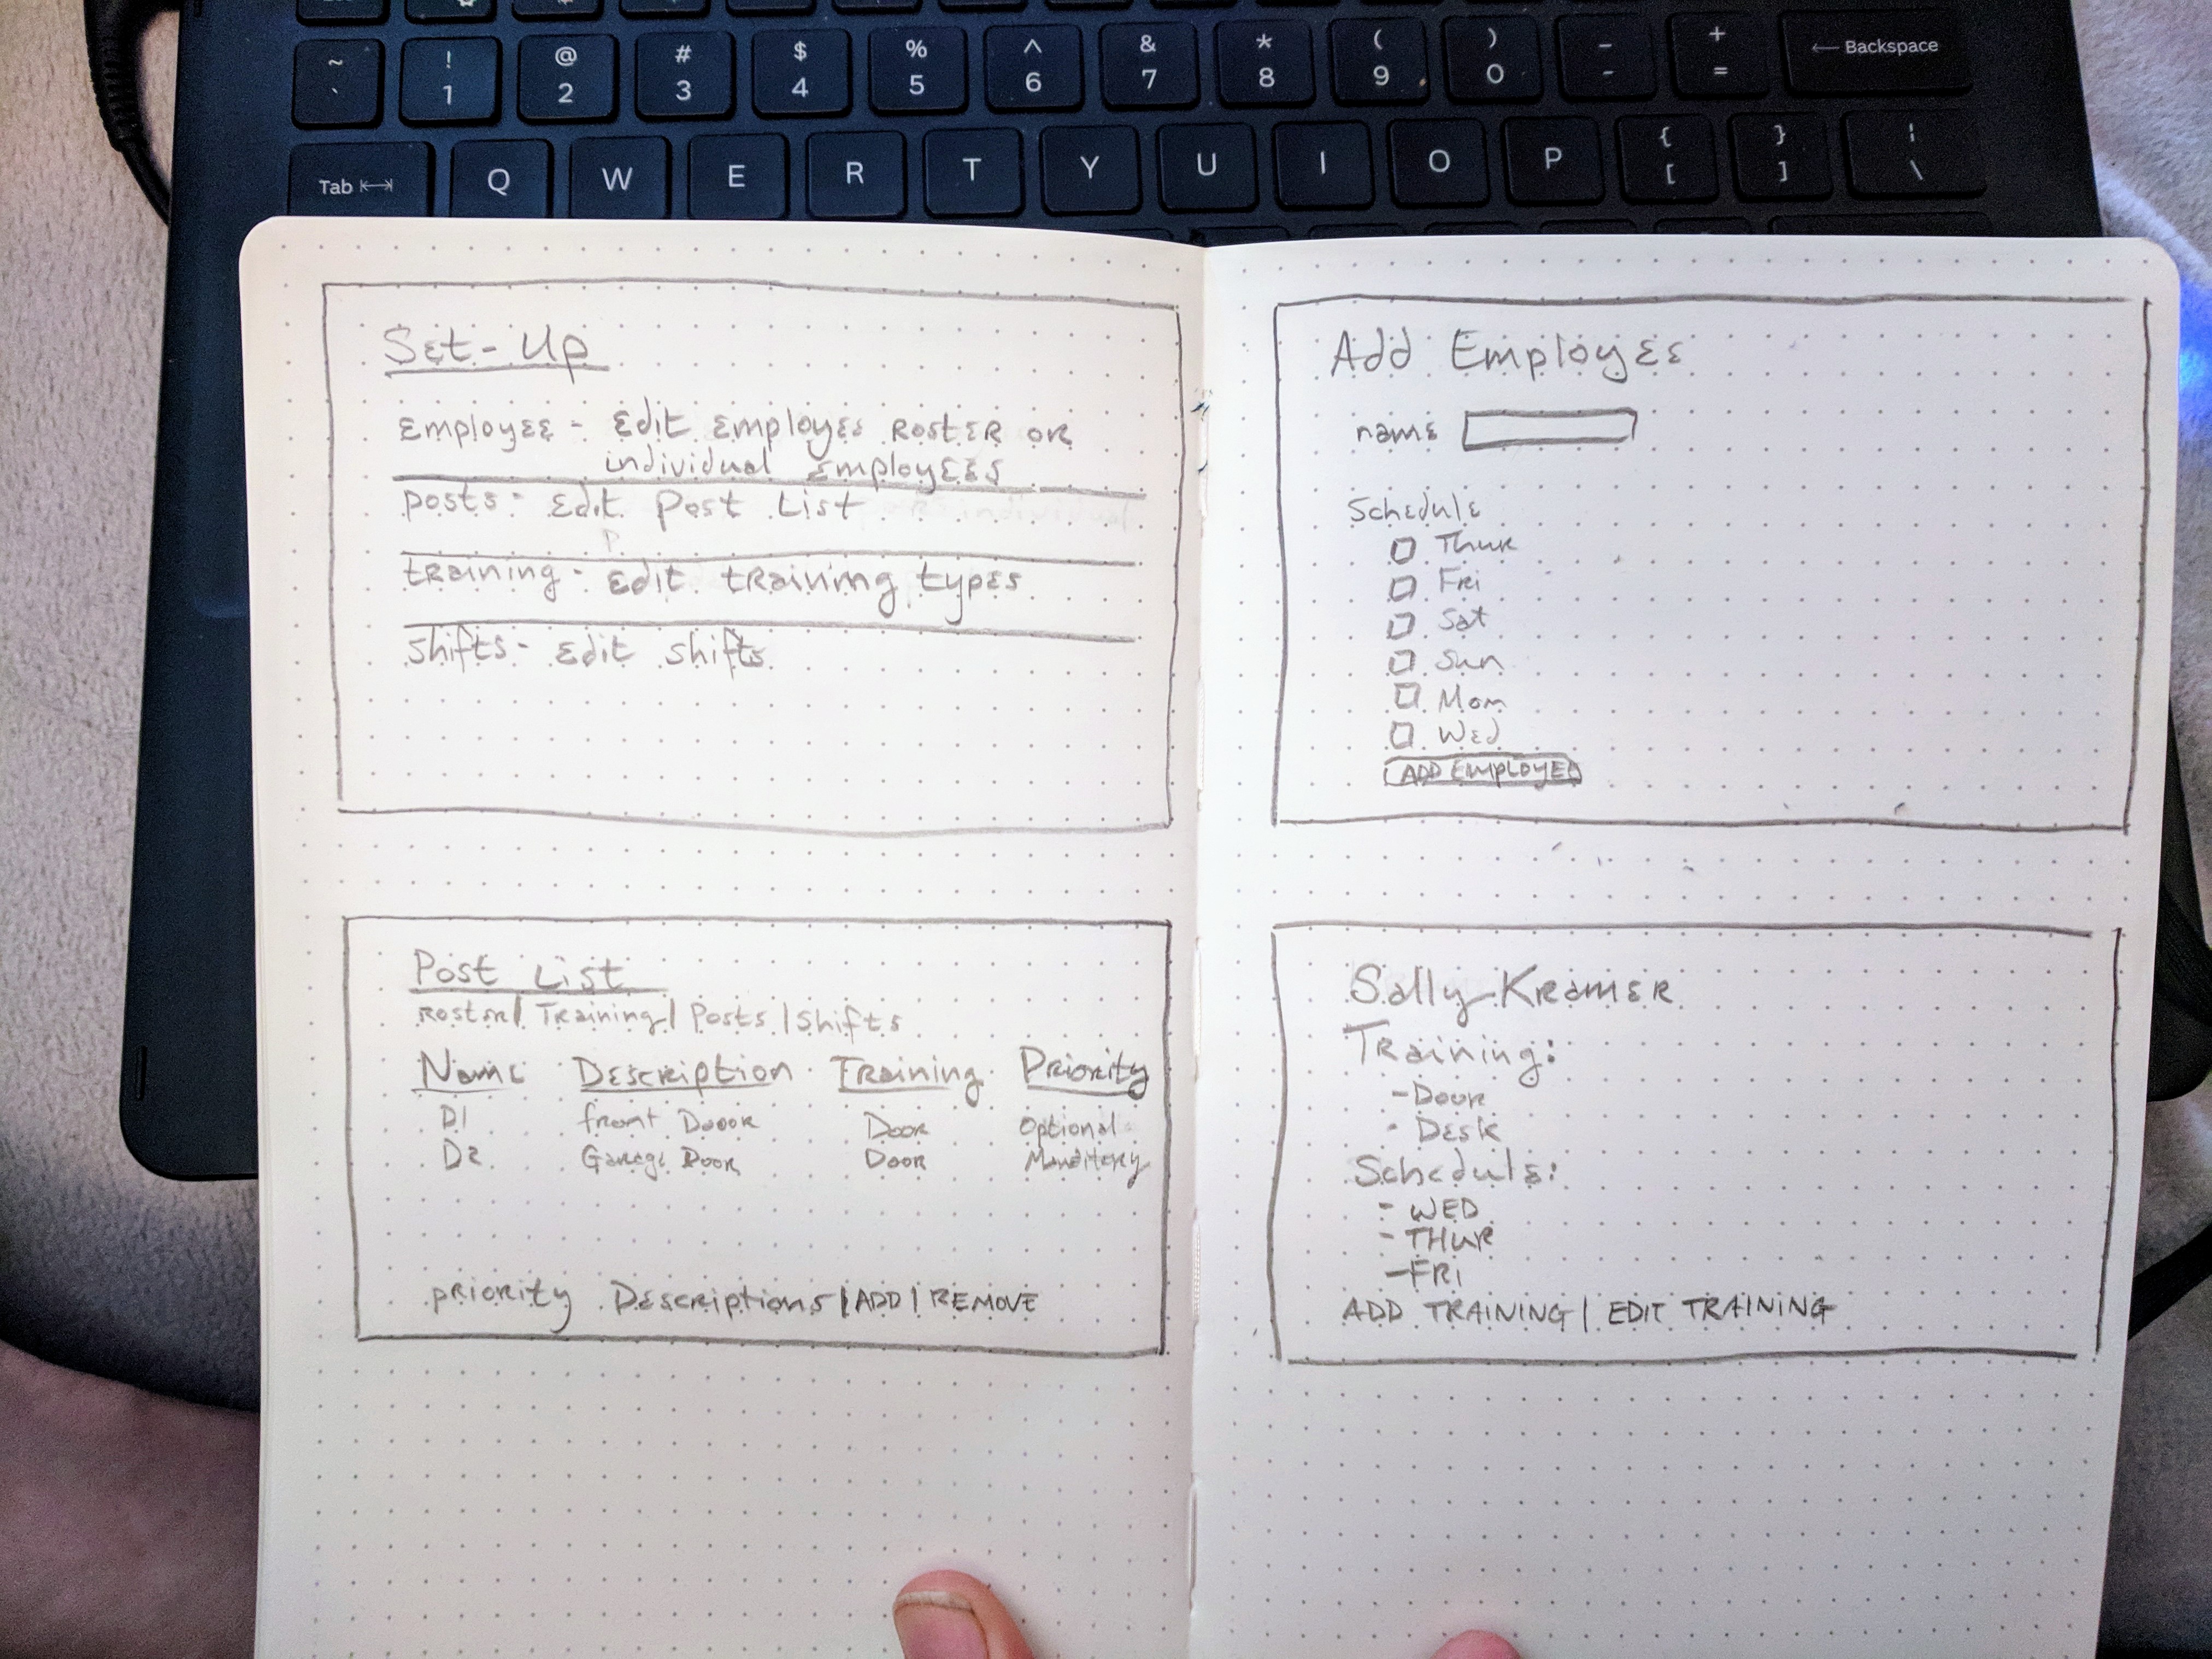 ~ ! @ # $ % ^ & * ( ) _ + ← Backspace
` 1 2 3 4 5 6 7 8 9 0 - =
Tab Q W E R T Y U I O P { [ } ] ¦ \
Set-Up
Employee - Edit Employee Roster or
individual Employees
posts - Edit Post List
training - Edit training types
shifts - Edit shifts
Post List
Roster | Training | Posts | Shifts
Name Description Training Priority
D1 front Dooor Door Optional
D2 Garage Door Door Manditory
priority Descriptions | ADD | REMOVE
Add Employee
name
Schedule
Thur
Fri
Sat
Sun
Mon
Wed
ADD EMPLOYEE
Sally Kramer
Training:
- Door
- Desk
Schedule:
- WED
- THUR
- FRI
ADD TRAINING | EDIT TRAINING